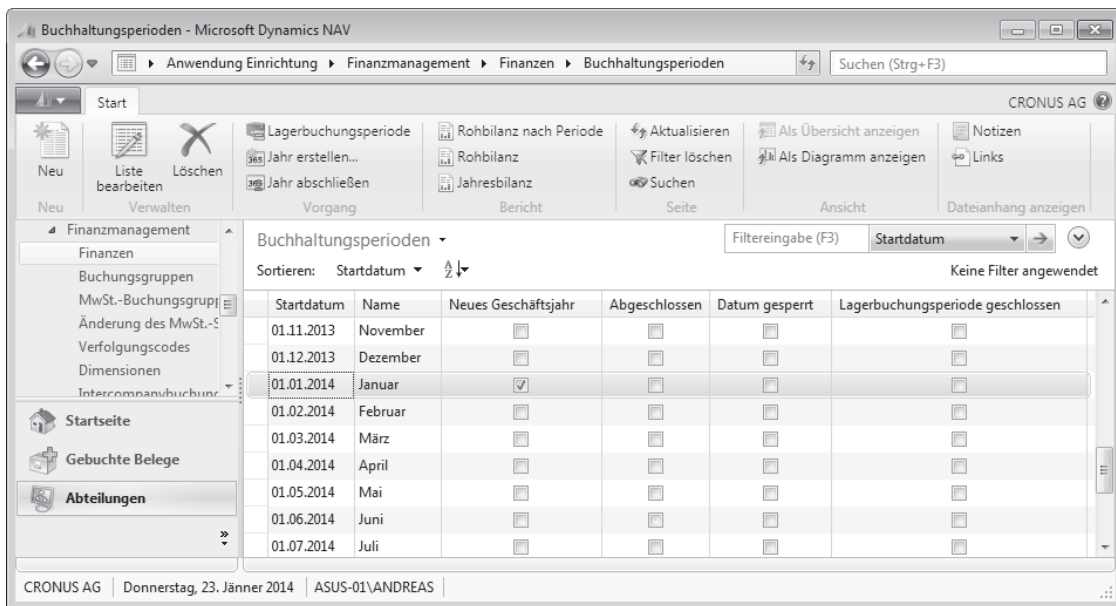 Buchhaltungsperioden - Microsoft Dynamics NAV
Anwendung Einrichtung Finanzmanagement Finanzen Buchhaltungsperioden
Suchen (Strg+F3)
Start
CRONUS AG
Neu
Liste bearbeiten
Löschen
Lagerbuchungsperiode
Jahr erstellen...
Jahr abschließen
Rohbilanz nach Periode
Rohbilanz
Jahresbilanz
Aktualisieren
Filter löschen
Suchen
Als Übersicht anzeigen
Als Diagramm anzeigen
Notizen
Links
Neu Verwalten Vorgang Bericht Seite Ansicht Dateianhang anzeigen
Finanzmanagement
Finanzen
Buchungsgruppen
MwSt.-Buchungsgrupp
Änderung des MwSt.-S
Verfolgungscodes
Dimensionen
Intercompanybuchung
Startseite
Gebuchte Belege
Abteilungen
Buchhaltungsperioden
Filtereingabe (F3) Startdatum
Sortieren: Startdatum
Keine Filter angewendet
Startdatum Name Neues Geschäftsjahr Abgeschlossen Datum gesperrt Lagerbuchungsperiode geschlossen
01.11.2013 November
01.12.2013 Dezember
01.01.2014 Januar
01.02.2014 Februar
01.03.2014 März
01.04.2014 April
01.05.2014 Mai
01.06.2014 Juni
01.07.2014 Juli
CRONUS AG Donnerstag, 23. Jänner 2014 ASUS-01\ANDREAS